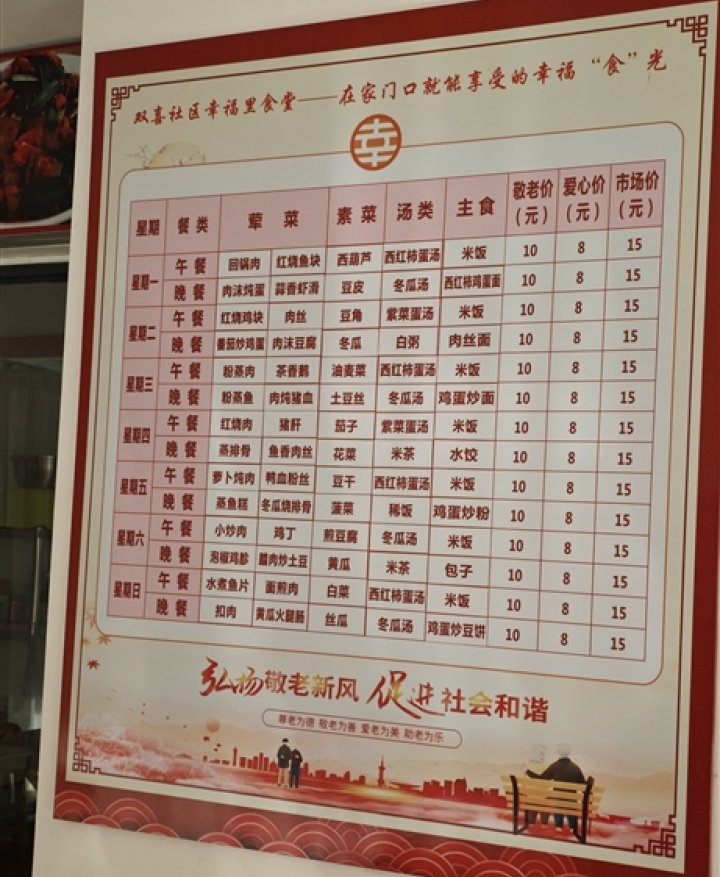 双喜社区幸福里食堂——在家门口就能享受的幸福“食”光
幸
星期 餐类 荤菜 素菜 汤类 主食 敬老价（元） 爱心价（元） 市场价（元）
星期一 午餐 回锅肉 红烧鱼块 西葫芦 西红柿蛋汤 米饭 10 8 15
晚餐 肉沫炖蛋 蒜香虾滑 豆皮 冬瓜汤 西红柿鸡蛋面 10 8 15
星期二 午餐 红烧鸡块 肉丝 豆角 紫菜蛋汤 米饭 10 8 15
晚餐 番茄炒鸡蛋 肉沫豆腐 冬瓜 白粥 肉丝面 10 8 15
星期三 午餐 粉蒸肉 茶香鹅 油麦菜 西红柿蛋汤 米饭 10 8 15
晚餐 粉蒸鱼 肉炖猪血 土豆丝 冬瓜汤 鸡蛋炒面 10 8 15
星期四 午餐 红烧肉 猪肝 茄子 紫菜蛋汤 米饭 10 8 15
晚餐 蒸排骨 鱼香肉丝 花菜 米茶 水饺 10 8 15
星期五 午餐 萝卜炖肉 鸭血粉丝 豆干 西红柿蛋汤 米饭 10 8 15
晚餐 蒸鱼糕 冬瓜烧排骨 菠菜 稀饭 鸡蛋炒粉 10 8 15
星期六 午餐 小炒肉 鸡丁 煎豆腐 冬瓜汤 米饭 10 8 15
晚餐 泡椒鸡胗 腊肉炒土豆 黄瓜 米茶 包子 10 8 15
星期日 午餐 水煮鱼片 面煎肉 白菜 西红柿蛋汤 米饭 10 8 15
晚餐 扣肉 黄瓜火腿肠 丝瓜 冬瓜汤 鸡蛋炒豆饼 10 8 15
弘扬敬老新风 促进社会和谐
尊老为德 敬老为善 爱老为美 助老为乐